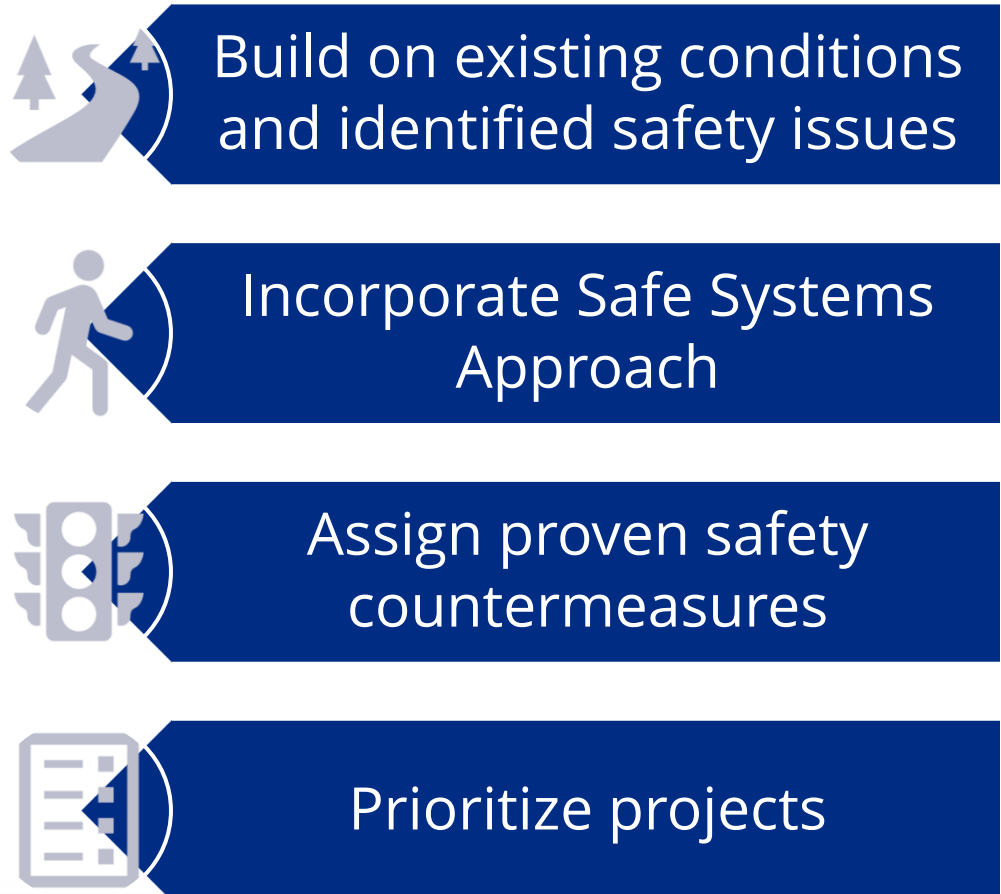 Build on existing conditions
and identified safety issues
Incorporate Safe Systems
Approach
Assign proven safety
countermeasures
Prioritize projects